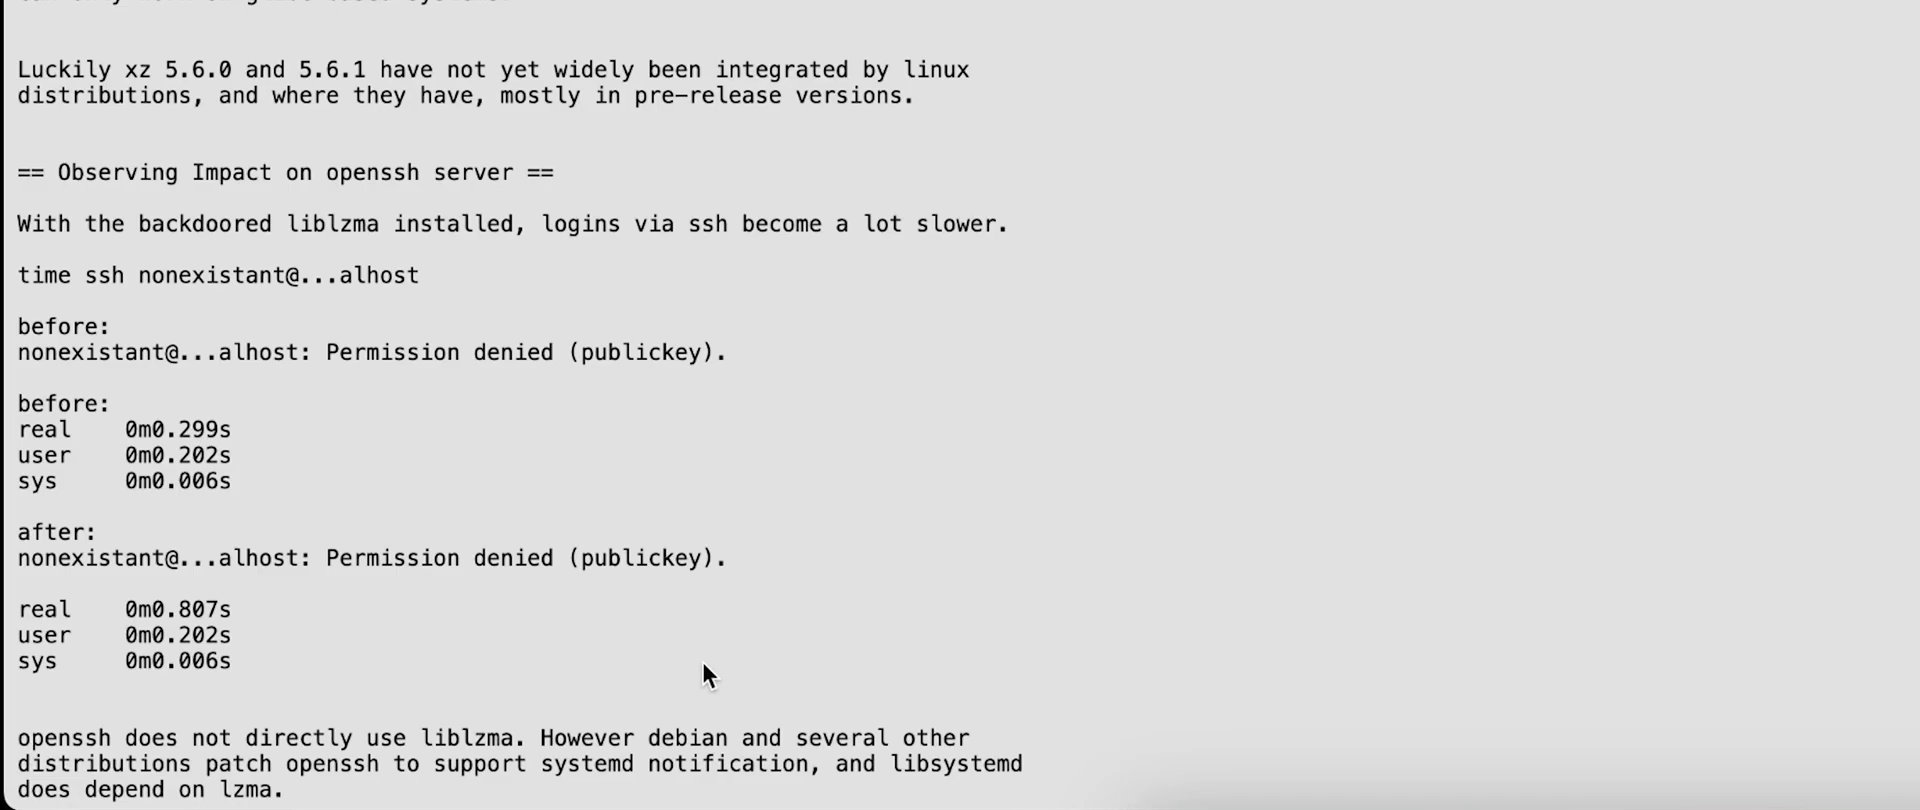 Luckily xz 5.6.0 and 5.6.1 have not yet widely been integrated by linux
distributions, and where they have, mostly in pre-release versions.
== Observing Impact on openssh server ==
With the backdoored liblzma installed, logins via ssh become a lot slower.
time ssh nonexistant@...alhost
before:
nonexistant@...alhost: Permission denied (publickey).
before:
real    0m0.299s
user    0m0.202s
sys     0m0.006s
after:
nonexistant@...alhost: Permission denied (publickey).
real    0m0.807s
user    0m0.202s
sys     0m0.006s
openssh does not directly use liblzma. However debian and several other
distributions patch openssh to support systemd notification, and libsystemd
does depend on lzma.